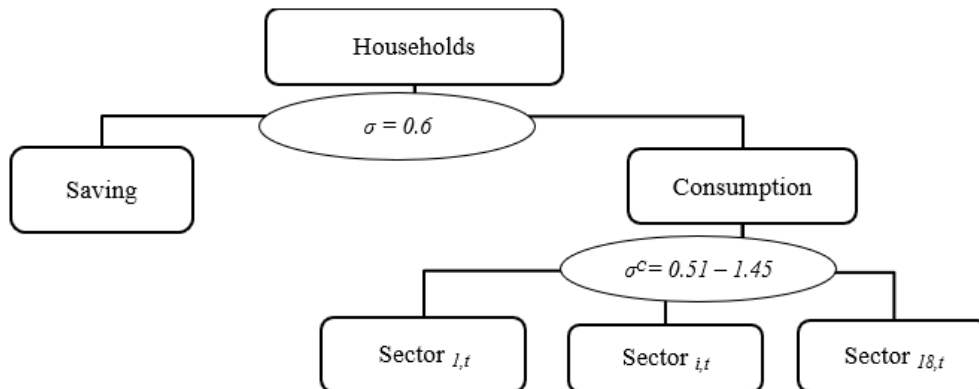 Households
σ = 0.6
Saving
Consumption
σᶜ = 0.51 – 1.45
Sector 1,t
Sector i,t
Sector 18,t